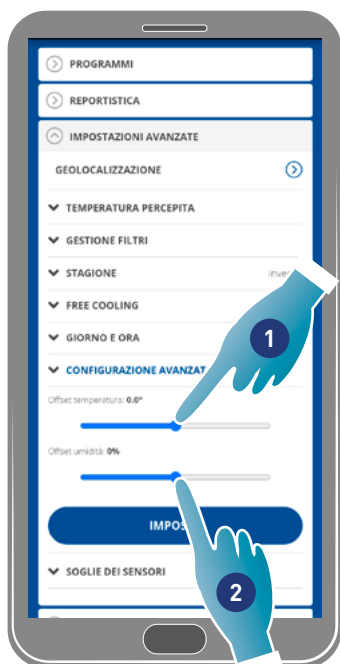 PROGRAMMI
REPORTISTICA
IMPOSTAZIONI AVANZATE
GEOLOCALIZZAZIONE
TEMPERATURA PERCEPITA
GESTIONE FILTRI
STAGIONE
FREE COOLING
GIORNO E ORA
1
CONFIGURAZIONE AVANZAT
Offset temperatura: 0.0°
Offset umidità: 0%
IMPOS
SOGLIE DEI SENSORI
2